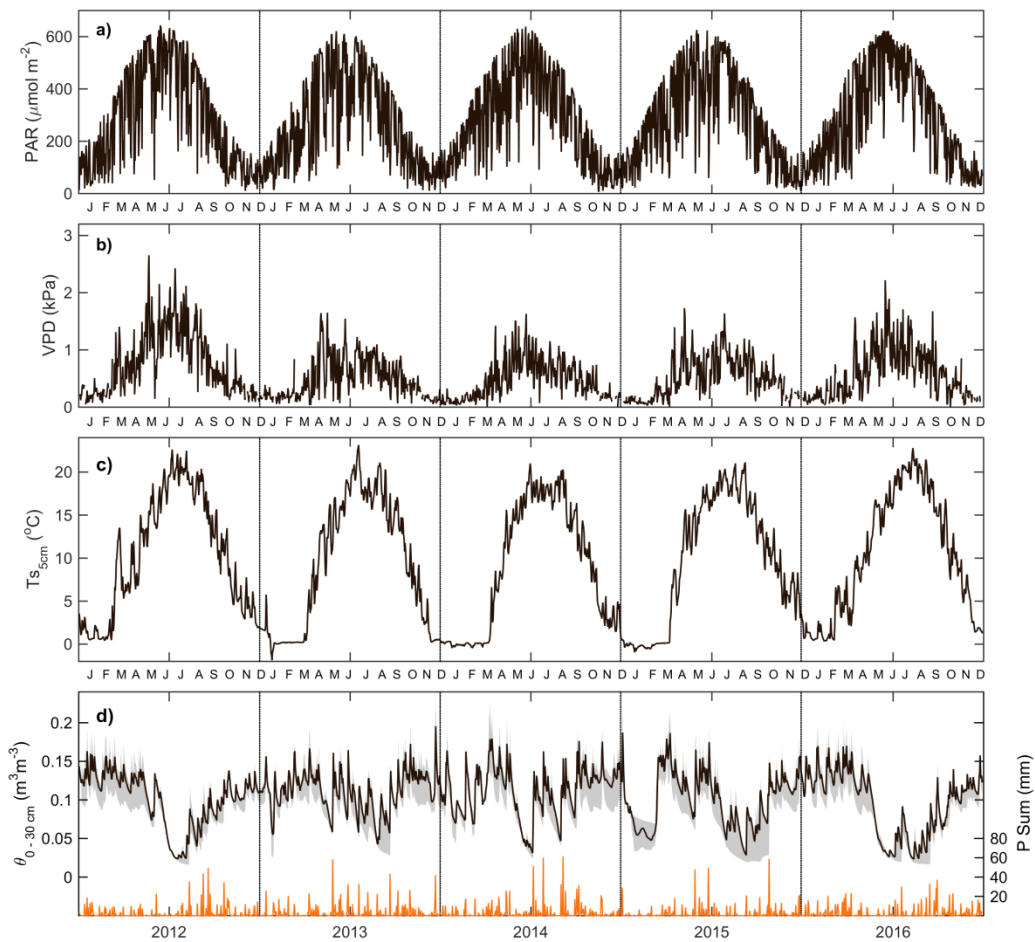 a)
PAR (μmol m-2)
600
400
200
0
J F M A M J J A S O N D J F M A M J J A S O N D J F M A M J J A S O N D J F M A M J J A S O N D J F M A M J J A S O N D
b)
VPD (kPa)
3
2
1
0
J F M A M J J A S O N D J F M A M J J A S O N D J F M A M J J A S O N D J F M A M J J A S O N D J F M A M J J A S O N D
c)
Ts5cm (oC)
20
15
10
5
0
J F M A M J J A S O N D J F M A M J J A S O N D J F M A M J J A S O N D J F M A M J J A S O N D J F M A M J J A S O N D
d)
θ0 - 30 cm (m3m-3)
0.2
0.15
0.1
0.05
0
P Sum (mm)
80
60
40
20
2012 2013 2014 2015 2016